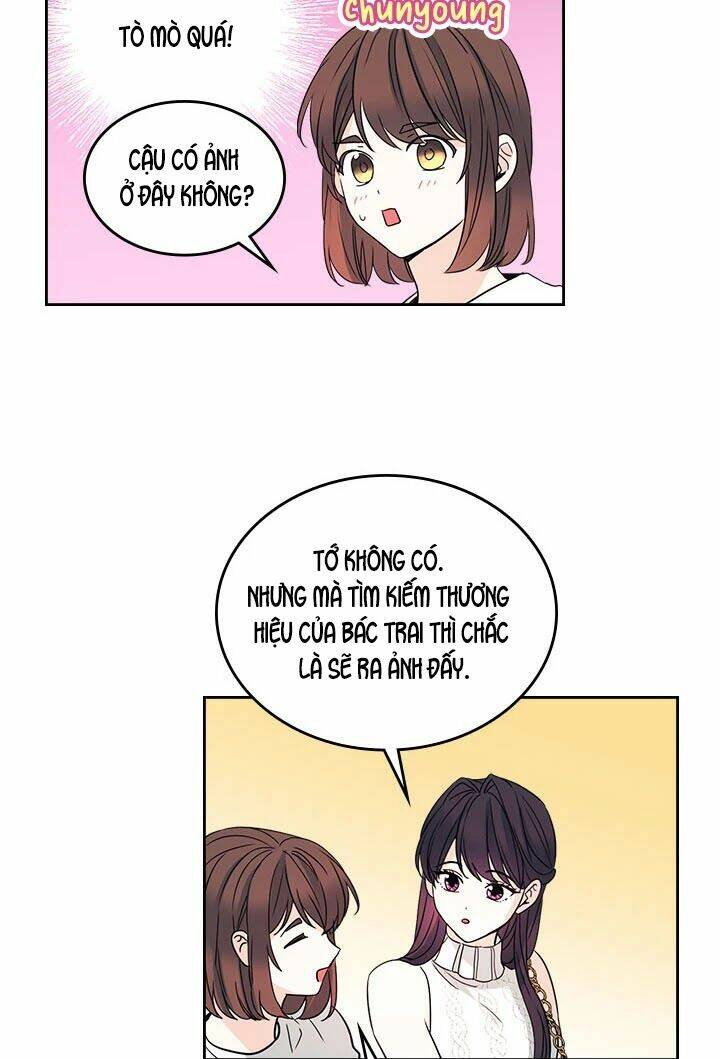 Chunyoung
TÒ MÒ QUÁ!
CẬU CÓ ẢNH
Ở ĐÂY KHÔNG?
TỚ KHÔNG CÓ.
NHƯNG MÀ TÌM KIẾM THƯƠNG
HIỆU CỦA BÁC TRAI THÌ CHẮC
LÀ SẼ RA ẢNH ĐẤY.